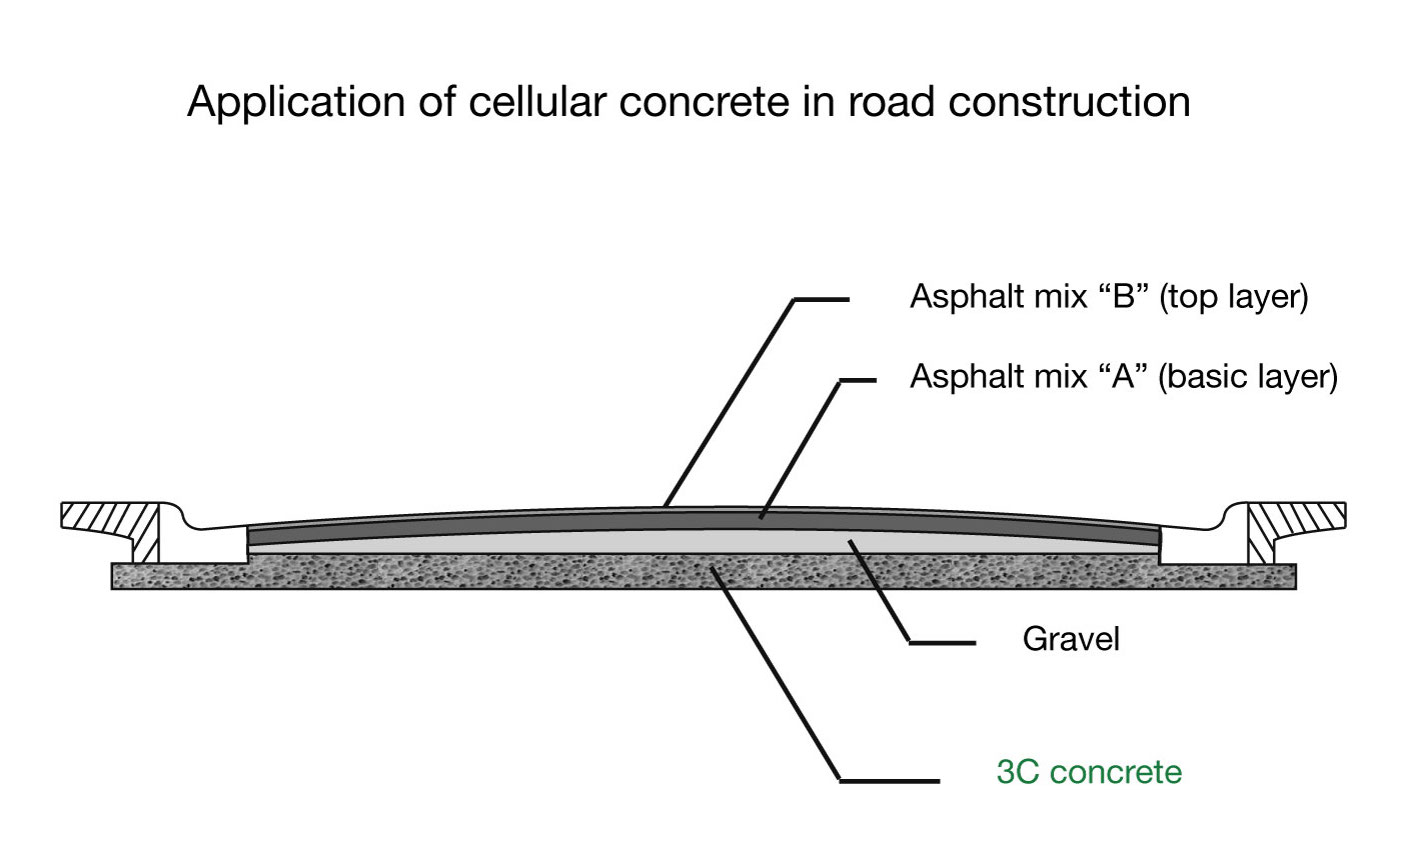 Application of cellular concrete in road construction
Asphalt mix “B” (top layer)
Asphalt mix “A” (basic layer)
Gravel
3C concrete